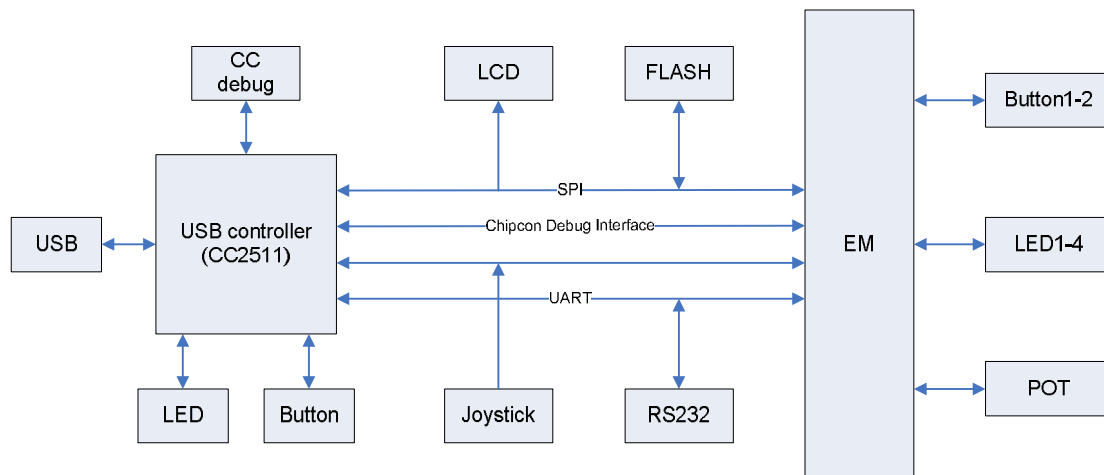 CC
debug
LCD
FLASH
Button1-2
SPI
USB
USB controller
(CC2511)
Chipcon Debug Interface
EM
LED1-4
UART
LED
Button
Joystick
RS232
POT